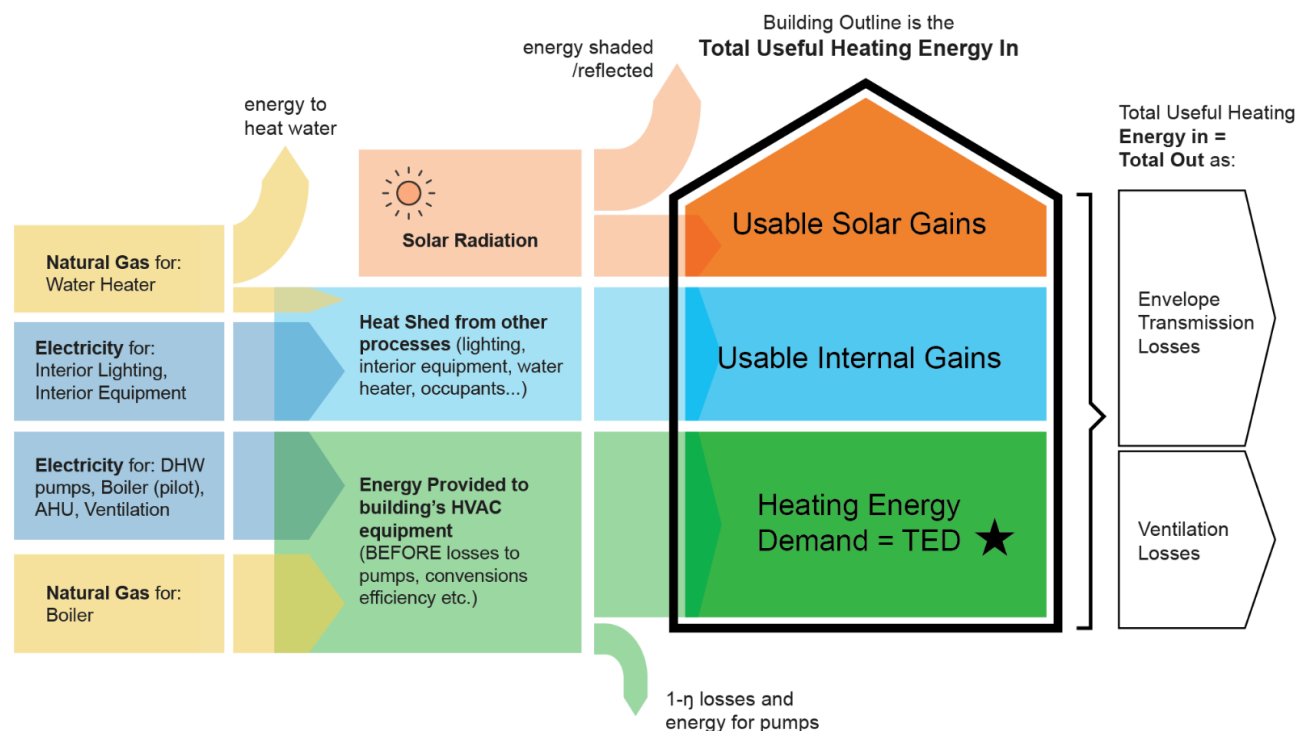 Building Outline is the
Total Useful Heating Energy In
energy shaded
/reflected
energy to
heat water
Total Useful Heating
Energy in =
Total Out as:
Solar Radiation
Usable Solar Gains
Natural Gas for:
Water Heater
Envelope
Transmission
Losses
Heat Shed from other
processes (lighting,
interior equipment, water
heater, occupants...)
Usable Internal Gains
Electricity for:
Interior Lighting,
Interior Equipment
Electricity for: DHW
pumps, Boiler (pilot),
AHU, Ventilation
Energy Provided to
building's HVAC
equipment
(BEFORE losses to
pumps, convensions
efficiency etc.)
Heating Energy
Demand = TED ★
Ventilation
Losses
Natural Gas for:
Boiler
1-η losses and
energy for pumps